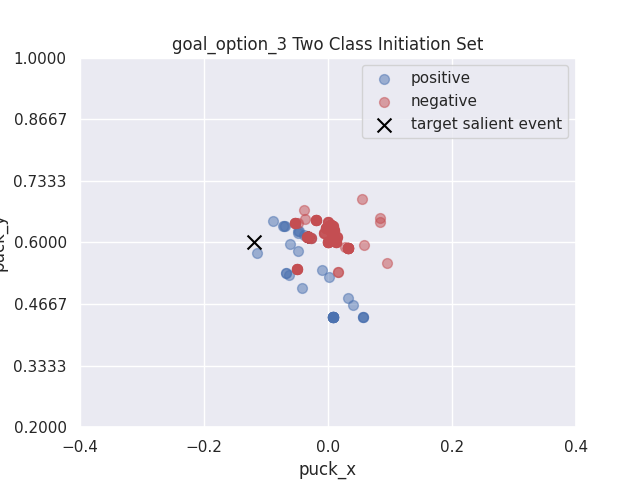 goal_option_3 Two Class Initiation Set
positive
negative
target salient event
1.0000
0.8667
0.7333
0.6000
0.4667
0.3333
0.2000
puck_y
−0.4
−0.2
0.0
0.2
0.4
puck_x